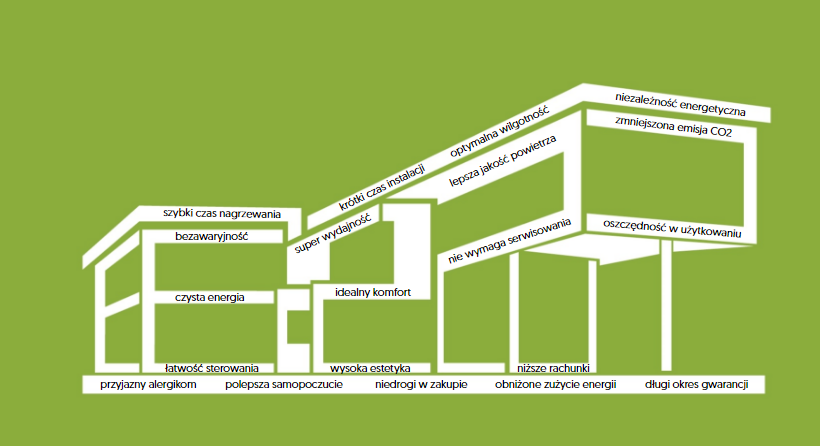 niezależność energetyczna
zmniejszona emisja CO2
optymalna wilgotność
krótki czas instalacji
lepsza jakość powietrza
szybki czas nagrzewania
super wydajność
bezawaryjność
oszczędność w użytkowaniu
nie wymaga serwisowania
czysta energia
idealny komfort
łatwość sterowania
wysoka estetyka
niższe rachunki
przyjazny alergikom polepsza samopoczucie niedrogi w zakupie obniżone zużycie energii długi okres gwarancji